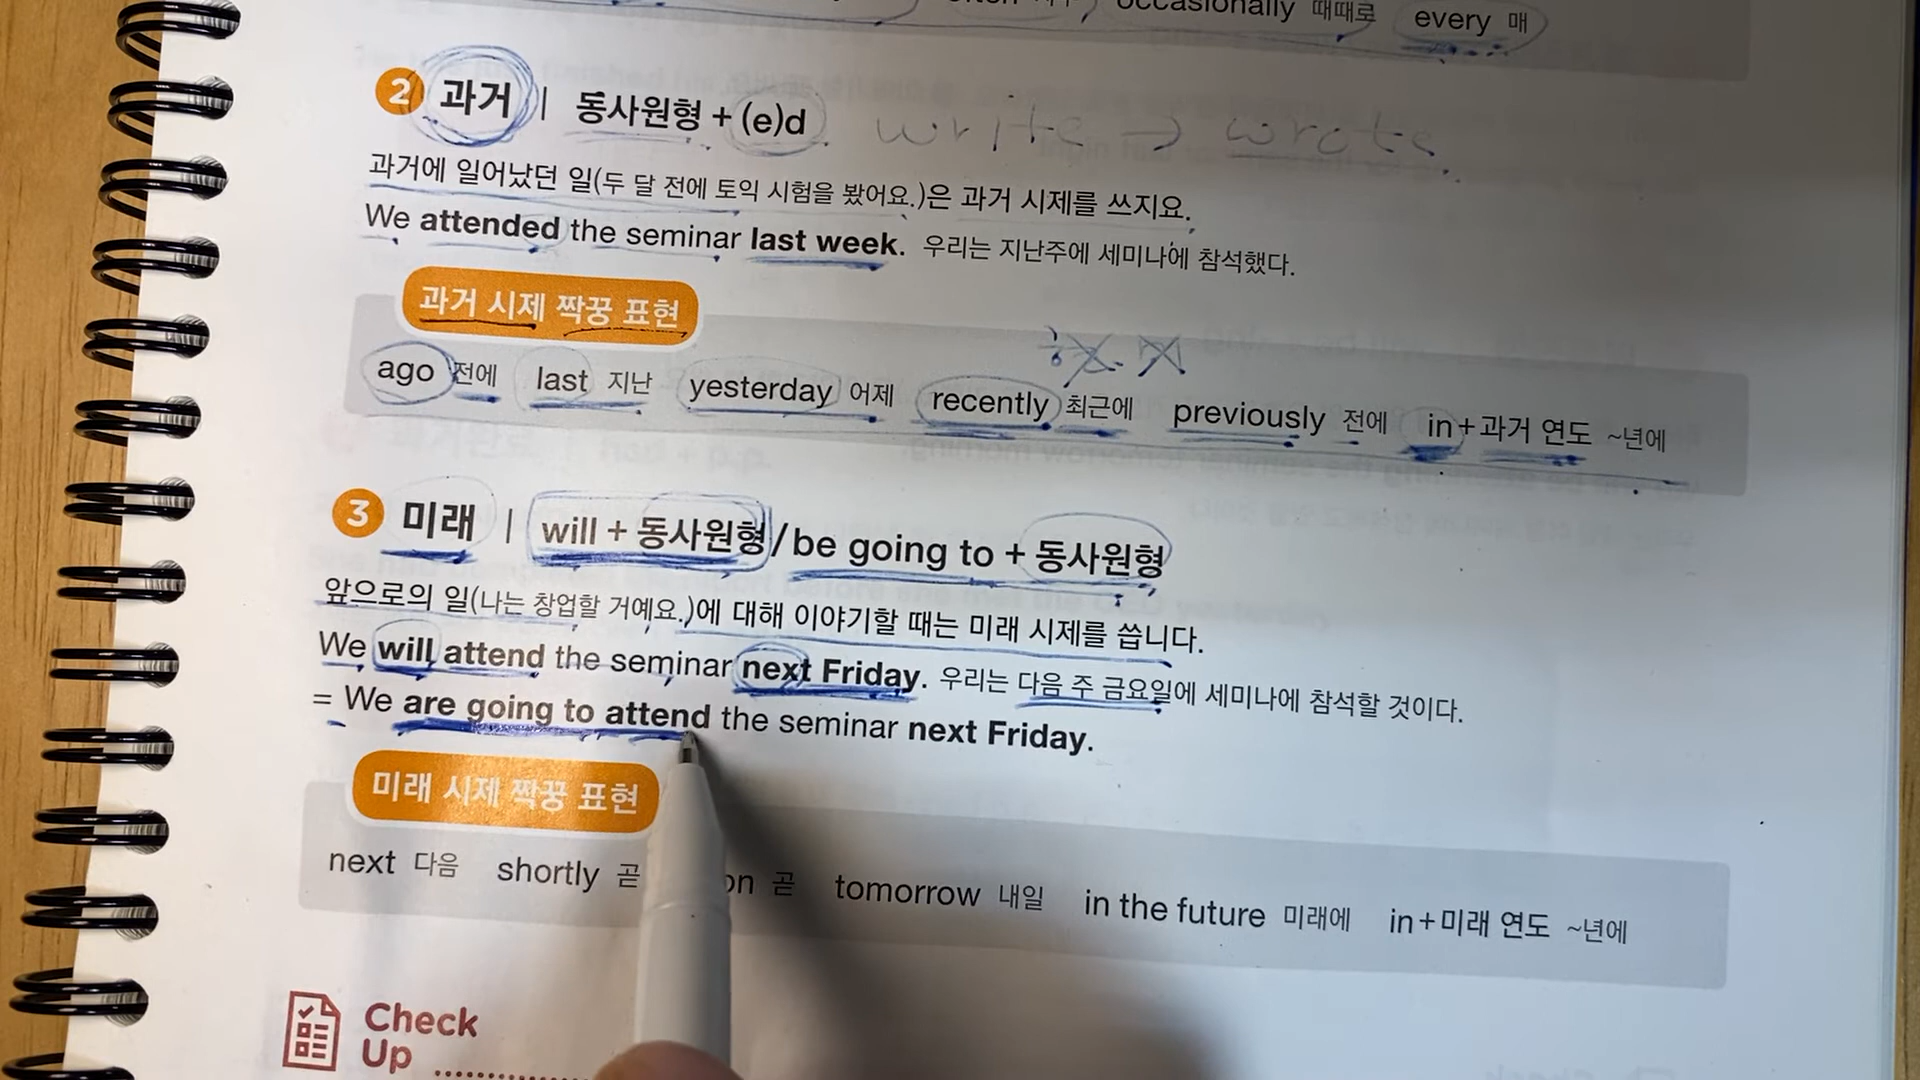 occasionally 때때로 every 매
2 과거 | 동사원형 + (e)d write → wrote
과거에 일어났던 일(두 달 전에 토익 시험을 봤어요.)은 과거 시제를 쓰지요.
We attended the seminar last week. 우리는 지난주에 세미나에 참석했다.
과거 시제 짝꿍 표현
ago 전에 last 지난 yesterday 어제 recently 최근에 previously 전에 in+과거 연도 ~년에
3 미래 | will + 동사원형/be going to + 동사원형
앞으로의 일(나는 창업할 거예요.)에 대해 이야기할 때는 미래 시제를 씁니다.
We will attend the seminar next Friday. 우리는 다음 주 금요일에 세미나에 참석할 것이다.
= We are going to attend the seminar next Friday.
미래 시제 짝꿍 표현
next 다음 shortly 곧 곧 tomorrow 내일 in the future 미래에 in+미래 연도 ~년에
Check
Up